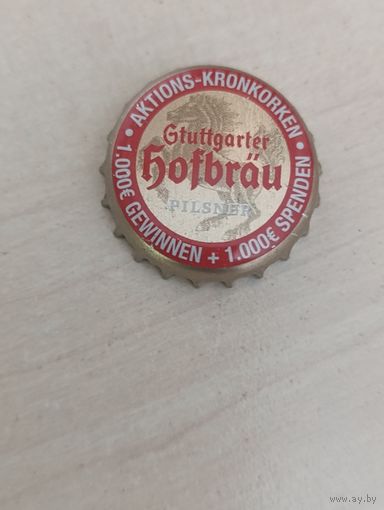 • AKTIONS-KRONKORKEN •
Stuttgarter
Hofbräu
PILSNER
1.000€ GEWINNEN + 1.000€ SPENDEN
www.ay.by